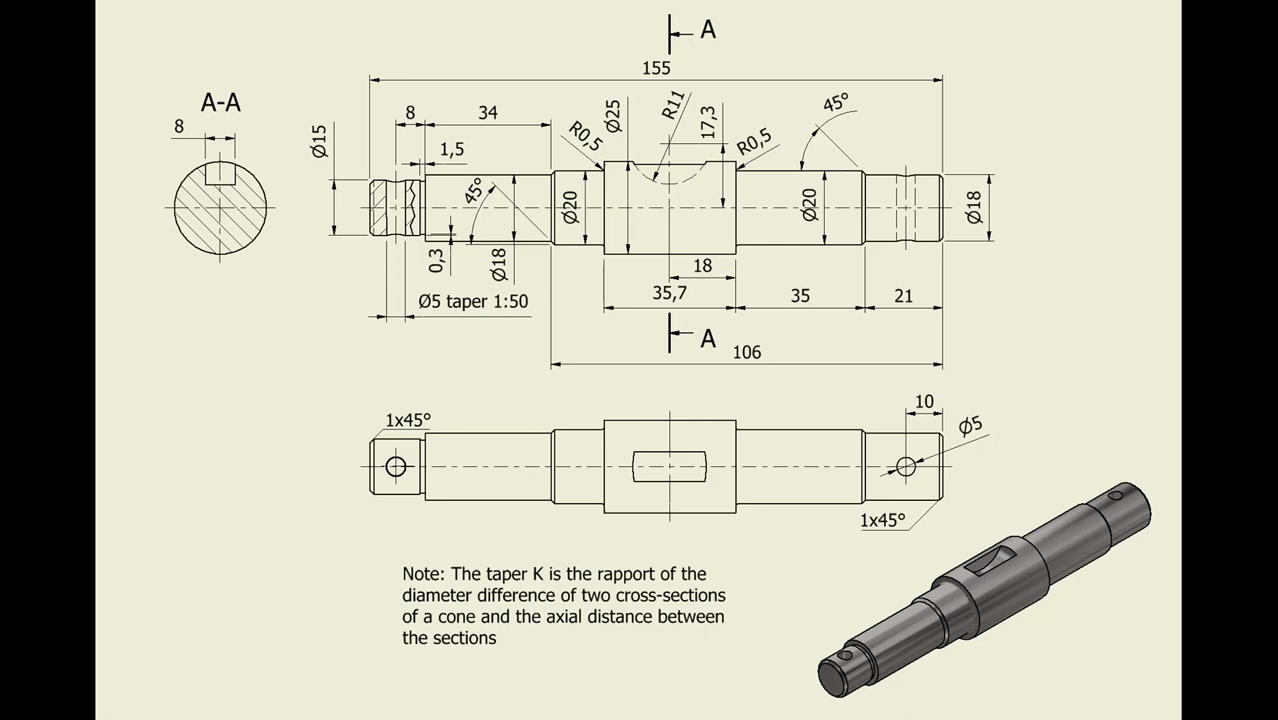 A
155
A-A
8
Ø15
8
34
1,5
R0,5
Ø25
R11
17,3
R0,5
45°
45°
Ø20
Ø20
Ø18
0,3
Ø18
18
Ø5 taper 1:50
35,7
35
21
A
106
1x45°
10
Ø5
1x45°
Note: The taper K is the rapport of the
diameter difference of two cross-sections
of a cone and the axial distance between
the sections